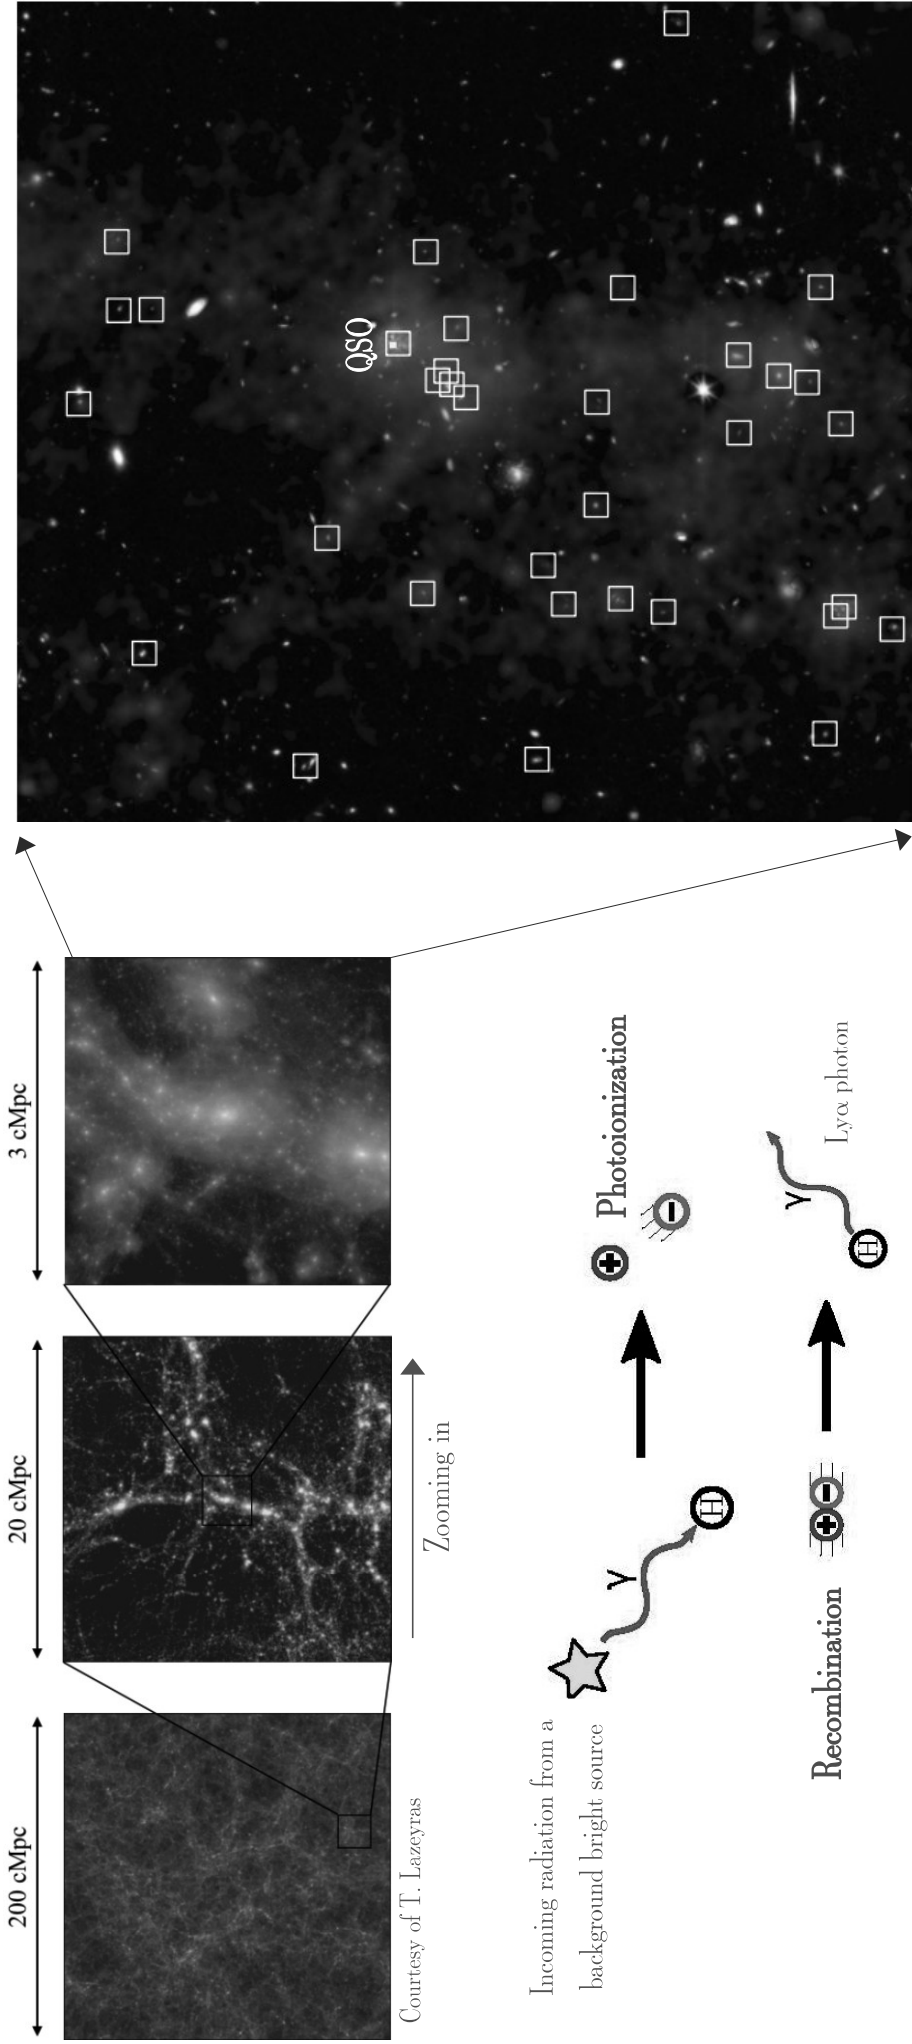 200 cMpc
20 cMpc
3 cMpc
Courtesy of T. Lazeyras
Zooming in
QSO
Incoming radiation from a
background bright source
γ
H
Photoionization
Recombination
γ
H
Lyα photon